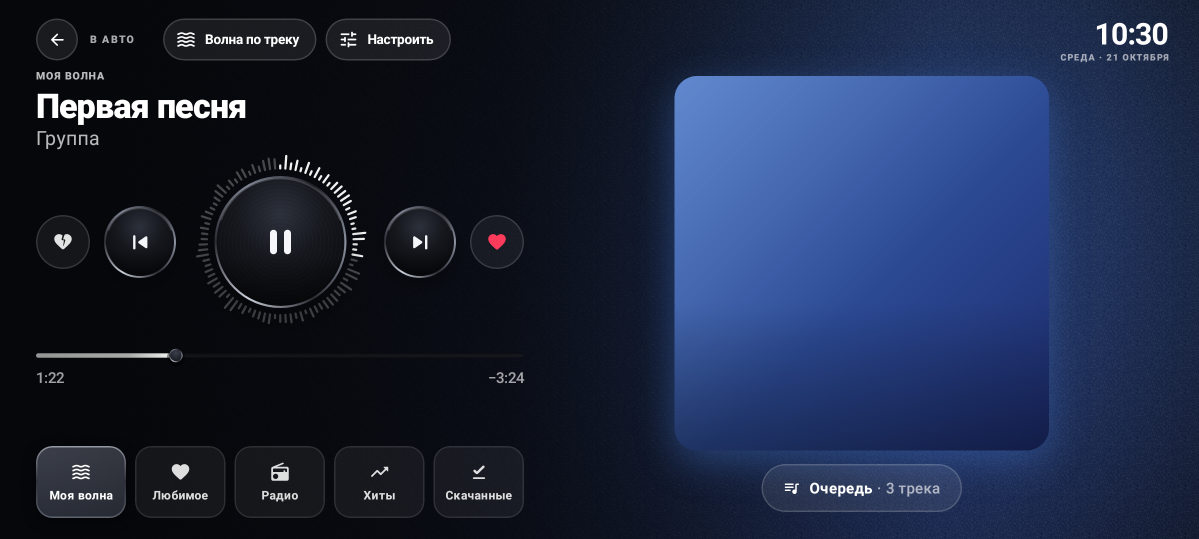 В АВТО
Волна по треку
Настроить
10:30
СРЕДА · 21 ОКТЯБРЯ
МОЯ ВОЛНА
Первая песня
Группа
1:22
−3:24
Моя волна
Любимое
Радио
Хиты
Скачанные
Очередь · 3 трека